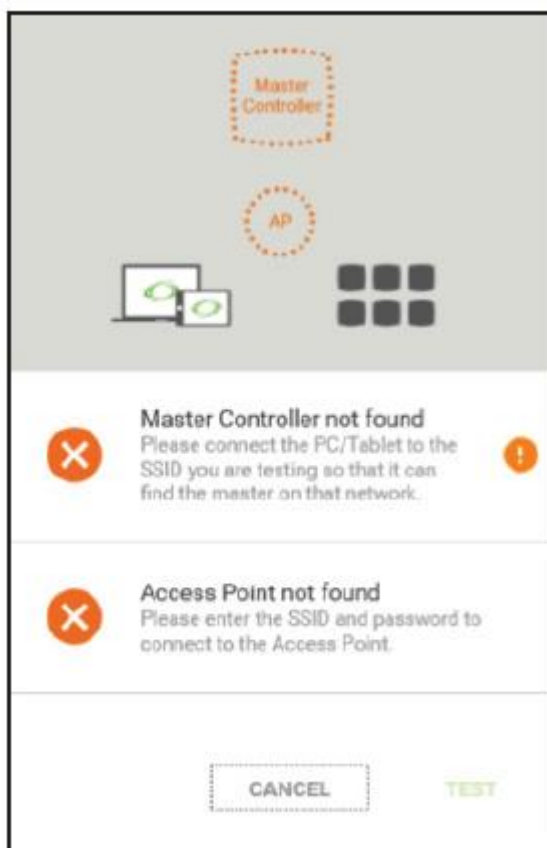 Master
Controller
AP
Master Controller not found
Please connect the PC/Tablet to the
SSID you are testing so that it can
find the master on that network.
Access Point not found
Please enter the SSID and password to
connect to the Access Point.
CANCEL
TEST